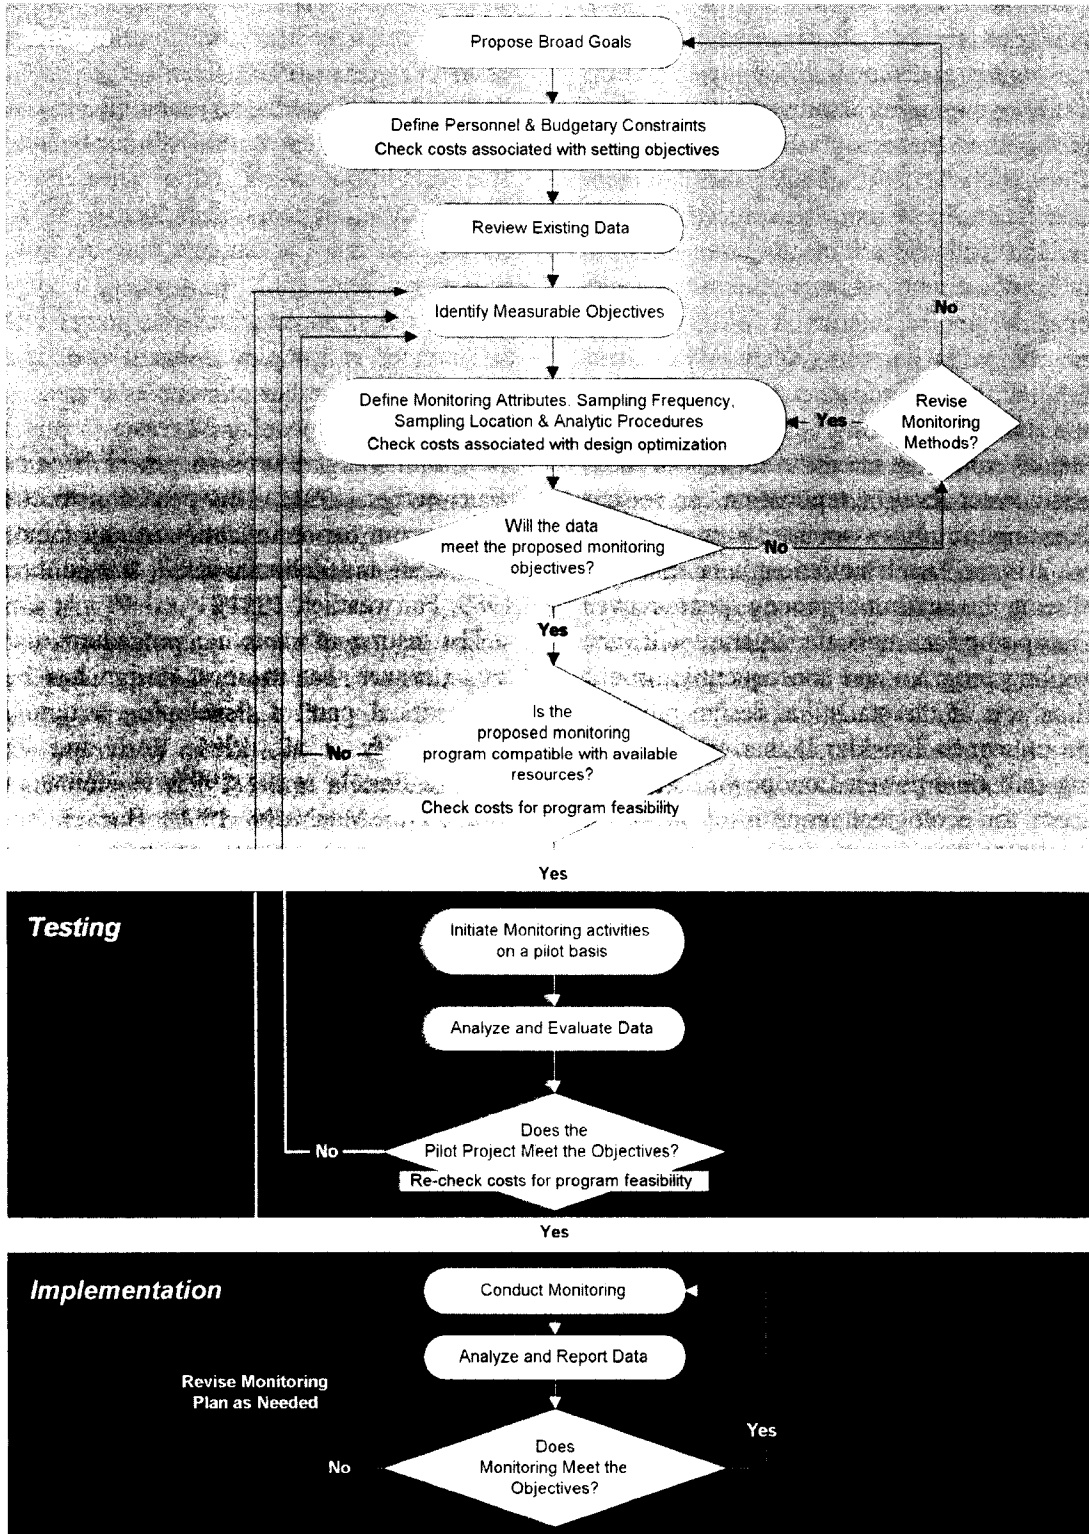 Propose Broad Goals
Define Personnel & Budgetary Constraints
Check costs associated with setting objectives
Review Existing Data
Identify Measurable Objectives
No
Define Monitoring Attributes, Sampling Frequency,
Sampling Location & Analytic Procedures
Check costs associated with design optimization
Yes
Revise
Monitoring
Methods?
Will the data
meet the proposed monitoring
objectives?
No
Yes
Is the
proposed monitoring
program compatible with available
resources?
No
Check costs for program feasibility
Yes
Testing
Initiate Monitoring activities
on a pilot basis
Analyze and Evaluate Data
Does the
Pilot Project Meet the Objectives?
No
Re-check costs for program feasibility
Yes
Implementation
Conduct Monitoring
Analyze and Report Data
Revise Monitoring
Plan as Needed
Does
Monitoring Meet the
Objectives?
No
Yes